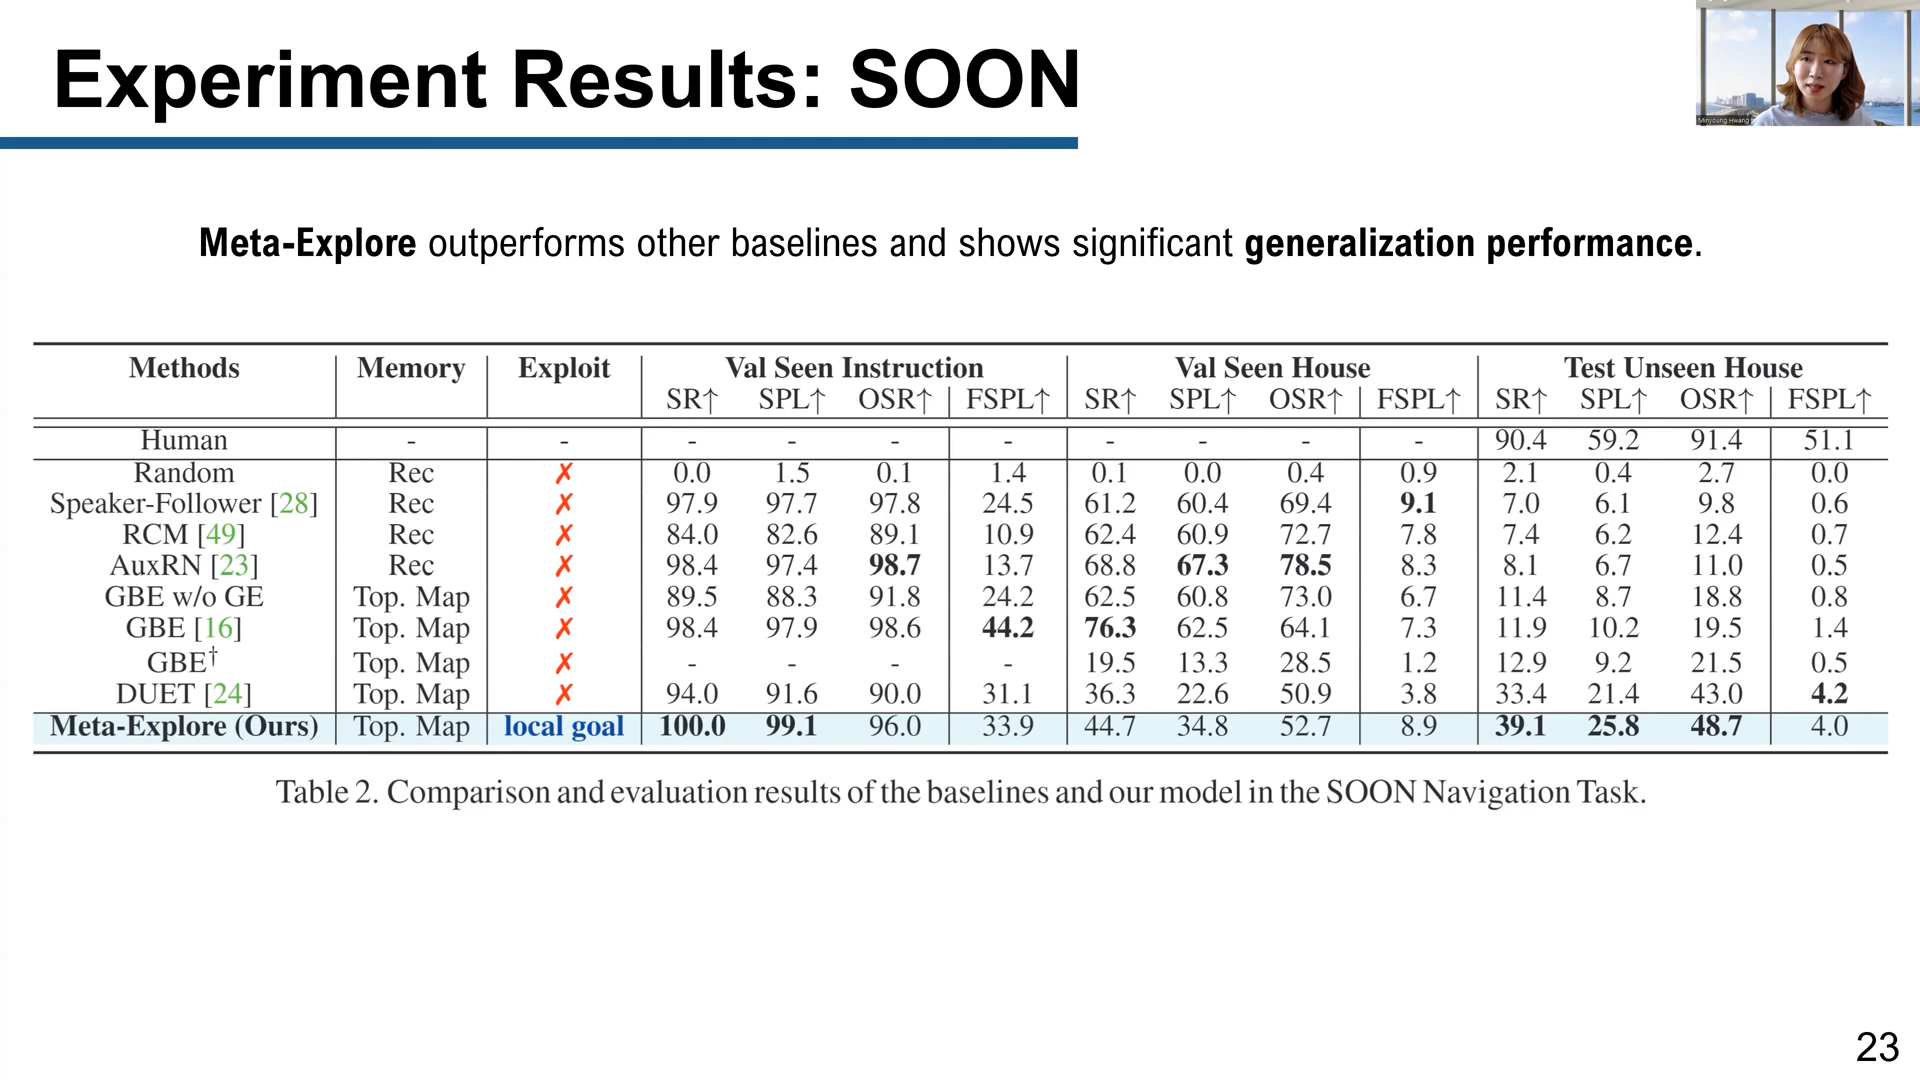 Experiment Results: SOON
Minyoung Hwang
Meta-Explore outperforms other baselines and shows significant generalization performance.
Methods Memory Exploit Val Seen Instruction Val Seen House Test Unseen House
SR↑ SPL↑ OSR↑ FSPL↑ SR↑ SPL↑ OSR↑ FSPL↑ SR↑ SPL↑ OSR↑ FSPL↑
Human - - - - - - - - - - 90.4 59.2 91.4 51.1
Random Rec ✗ 0.0 1.5 0.1 1.4 0.1 0.0 0.4 0.9 2.1 0.4 2.7 0.0
Speaker-Follower [28] Rec ✗ 97.9 97.7 97.8 24.5 61.2 60.4 69.4 9.1 7.0 6.1 9.8 0.6
RCM [49] Rec ✗ 84.0 82.6 89.1 10.9 62.4 60.9 72.7 7.8 7.4 6.2 12.4 0.7
AuxRN [23] Rec ✗ 98.4 97.4 98.7 13.7 68.8 67.3 78.5 8.3 8.1 6.7 11.0 0.5
GBE w/o GE Top. Map ✗ 89.5 88.3 91.8 24.2 62.5 60.8 73.0 6.7 11.4 8.7 18.8 0.8
GBE [16] Top. Map ✗ 98.4 97.9 98.6 44.2 76.3 62.5 64.1 7.3 11.9 10.2 19.5 1.4
GBE† Top. Map ✗ - - - - 19.5 13.3 28.5 1.2 12.9 9.2 21.5 0.5
DUET [24] Top. Map ✗ 94.0 91.6 90.0 31.1 36.3 22.6 50.9 3.8 33.4 21.4 43.0 4.2
Meta-Explore (Ours) Top. Map local goal 100.0 99.1 96.0 33.9 44.7 34.8 52.7 8.9 39.1 25.8 48.7 4.0
Table 2. Comparison and evaluation results of the baselines and our model in the SOON Navigation Task.
23